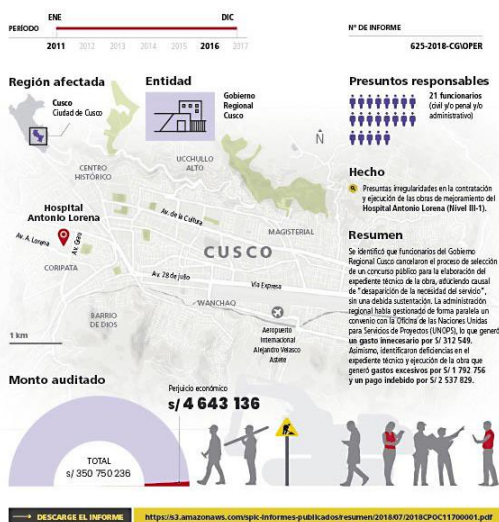 ENE
DIC
PERÍODO
2011 2012 2013 2014 2015 2016 2017
Nº DE INFORME
625-2018-CG\OPER
Región afectada
Cusco
Ciudad de Cusco
Entidad
Gobierno
Regional
Cusco
Presuntos responsables
21 funcionarios
(civil y/o penal y/o
administrativo)
Hecho
Presuntas irregularidades en la contratación
y ejecución de las obras de mejoramiento del
Hospital Antonio Lorena (Nivel III-1).
Resumen
Se identificó que funcionarios del Gobierno
Regional Cusco cancelaron el proceso de selección
de un concurso público para la elaboración del
expediente técnico de la obra, aduciendo causal
de "desaparición de la necesidad del servicio",
sin una debida sustentación. La administración
regional había gestionado de forma paralela un
convenio con la Oficina de las Naciones Unidas
para Servicios de Proyectos (UNOPS), lo que generó
un gasto innecesario por S/ 312 549.
Asimismo, identificaron deficiencias en el
expediente técnico y ejecución de la obra que
generó gastos excesivos por S/ 1 792 756
y un pago indebido por S/ 2 537 829.
N
UCCHULLO
ALTO
CENTRO
HISTÓRICO
Hospital
Antonio Lorena
Av. de la Cultura
MAGISTERIAL
Av. A. Lorena
Av. Grau
CUSCO
CORIPATA
Av. 28 de julio
Vía Expresa
WANCHAQ
BARRIO
DE DIOS
Aeropuerto
Internacional
Alejandro Velasco
Astete
1 km
Monto auditado
Perjuicio económico
S/ 4 643 136
TOTAL
s/ 350 750 236
DESCARGE EL INFORME
https://s3.amazonaws.com/spic-informes-publicados/resumen/2018/07/2018CPOC11700001.pdf